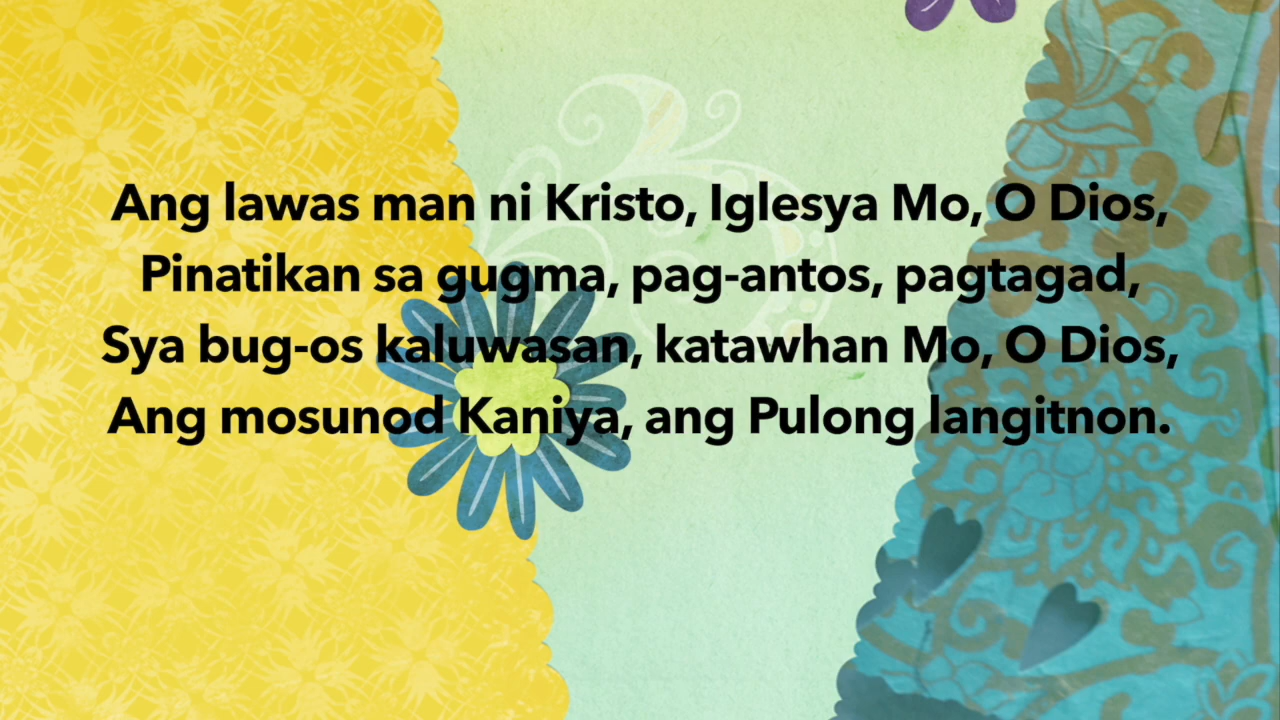 Ang lawas man ni Kristo, Iglesya Mo, O Dios,
Pinatikan sa gugma, pag-antos, pagtagad,
Sya bug-os kaluwasan, katawhan Mo, O Dios,
Ang mosunod Kaniya, ang Pulong langitnon.